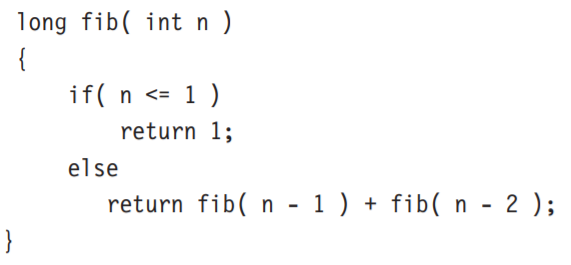 long fib( int n )
{
    if( n <= 1 )
        return 1;
    else
        return fib( n - 1 ) + fib( n - 2 );
}